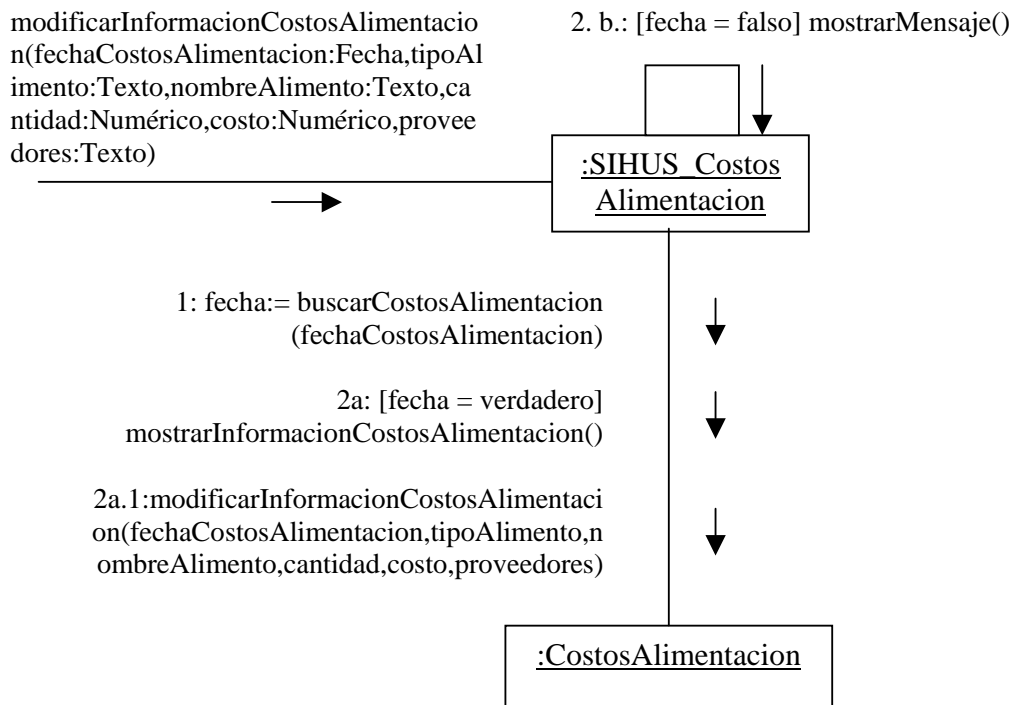 modificarInformacionCostosAlimentacio
n(fechaCostosAlimentacion:Fecha,tipoAl
imento:Texto,nombreAlimento:Texto,ca
ntidad:Numérico,costo:Numérico,provee
dores:Texto)
2. b.: [fecha = falso] mostrarMensaje()
:SIHUS_Costos
Alimentacion
1: fecha:= buscarCostosAlimentacion
(fechaCostosAlimentacion)
2a: [fecha = verdadero]
mostrarInformacionCostosAlimentacion()
2a.1:modificarInformacionCostosAlimentaci
on(fechaCostosAlimentacion,tipoAlimento,n
ombreAlimento,cantidad,costo,proveedores)
:CostosAlimentacion